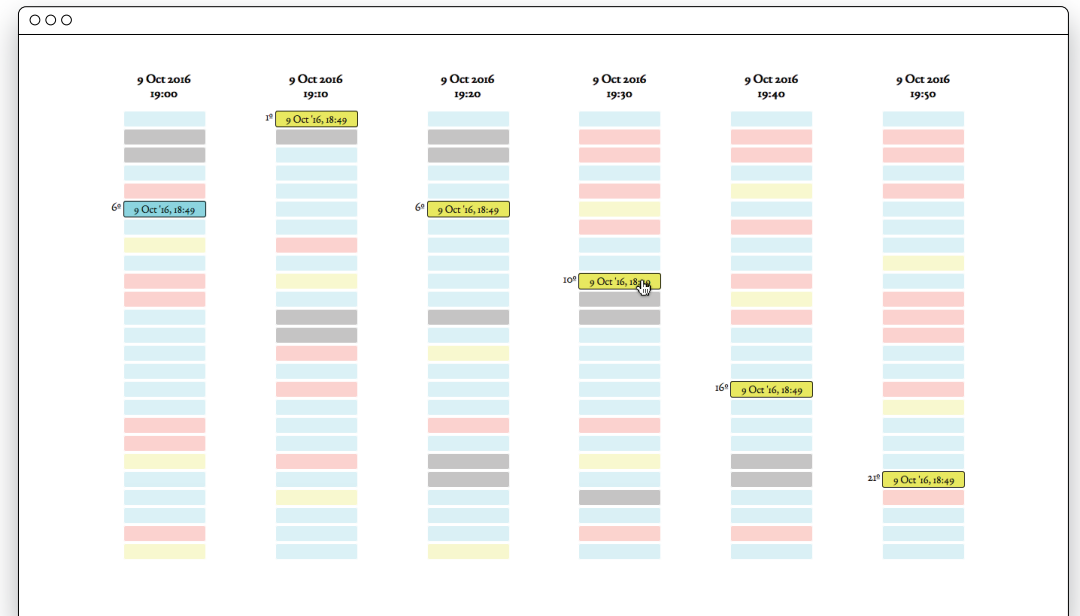 9 Oct 2016
19:00
9 Oct 2016
19:10
9 Oct 2016
19:20
9 Oct 2016
19:30
9 Oct 2016
19:40
9 Oct 2016
19:50
1º 9 Oct '16, 18:49
6º 9 Oct '16, 18:49
6º 9 Oct '16, 18:49
10º 9 Oct '16,
16º 9 Oct '16, 18:49
21º 9 Oct '16, 18:49